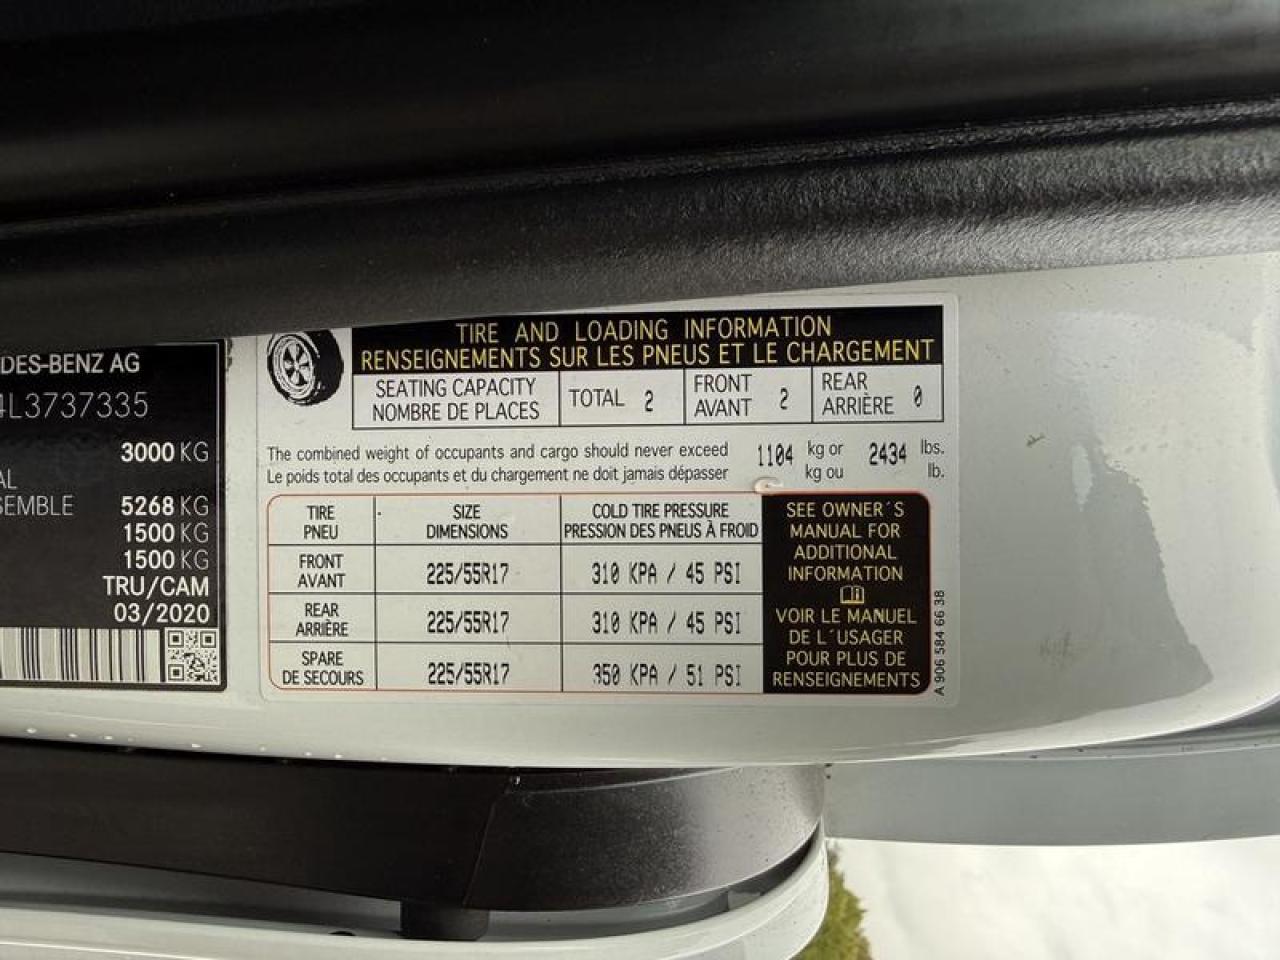 DES-BENZ AG
4L3737335
3000 KG
AL
SEMBLE 5268 KG
1500 KG
1500 KG
TRU/CAM
03/2020
TIRE AND LOADING INFORMATION
RENSEIGNEMENTS SUR LES PNEUS ET LE CHARGEMENT
SEATING CAPACITY
NOMBRE DE PLACES
TOTAL 2
FRONT
AVANT 2
REAR
ARRIÈRE 0
The combined weight of occupants and cargo should never exceed 1104 kg or 2434 lbs.
Le poids total des occupants et du chargement ne doit jamais dépasser kg ou lb.
TIRE
PNEU
SIZE
DIMENSIONS
COLD TIRE PRESSURE
PRESSION DES PNEUS À FROID
FRONT
AVANT
225/55R17
310 KPA / 45 PSI
REAR
ARRIÈRE
225/55R17
310 KPA / 45 PSI
SPARE
DE SECOURS
225/55R17
350 KPA / 51 PSI
SEE OWNER´S
MANUAL FOR
ADDITIONAL
INFORMATION
VOIR LE MANUEL
DE L´USAGER
POUR PLUS DE
RENSEIGNEMENTS
A 906 584 66 38